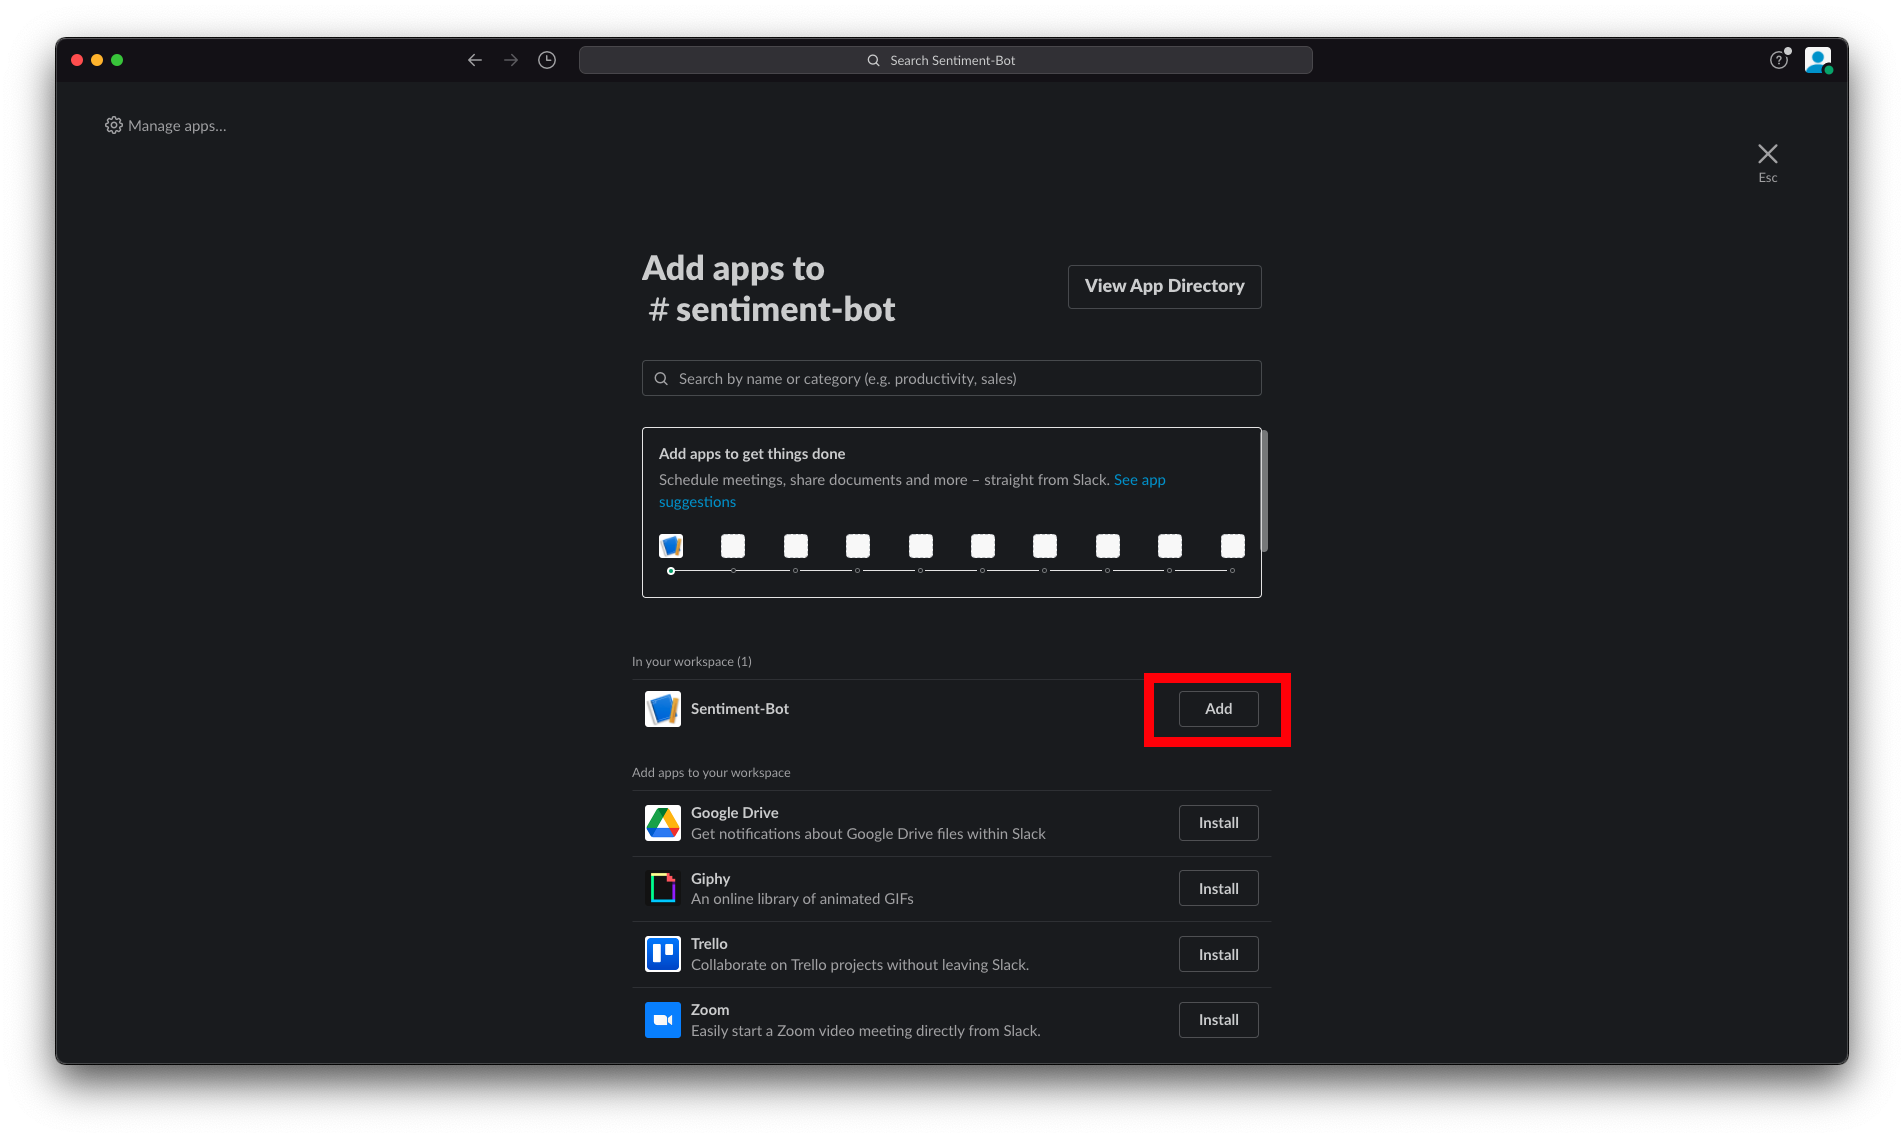 Search Sentiment-Bot
Manage apps...
Esc
Add apps to
# sentiment-bot
View App Directory
Search by name or category (e.g. productivity, sales)
Add apps to get things done
Schedule meetings, share documents and more – straight from Slack. See app
suggestions
In your workspace (1)
Sentiment-Bot
Add
Add apps to your workspace
Google Drive
Get notifications about Google Drive files within Slack
Install
Giphy
An online library of animated GIFs
Install
Trello
Collaborate on Trello projects without leaving Slack.
Install
Zoom
Easily start a Zoom video meeting directly from Slack.
Install